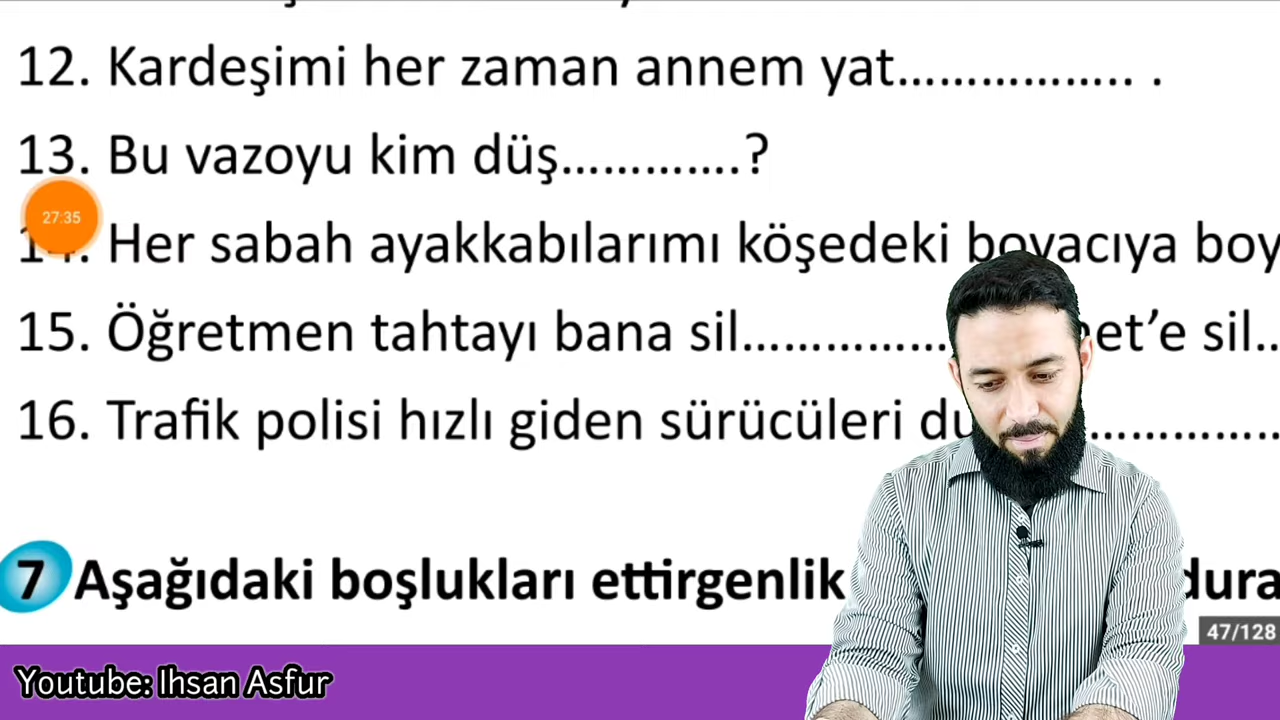 12. Kardeşimi her zaman annem yat…………….. .
13. Bu vazoyu kim düş………….?
27:35
Her sabah ayakkabılarımı köşedeki boyacıya boy
15. Öğretmen tahtayı bana sil…………… et’e sil..
16. Trafik polisi hızlı giden sürücüleri du …………..
7 Aşağıdaki boşlukları ettirgenlik dura
47/128
Youtube: Ihsan Asfur